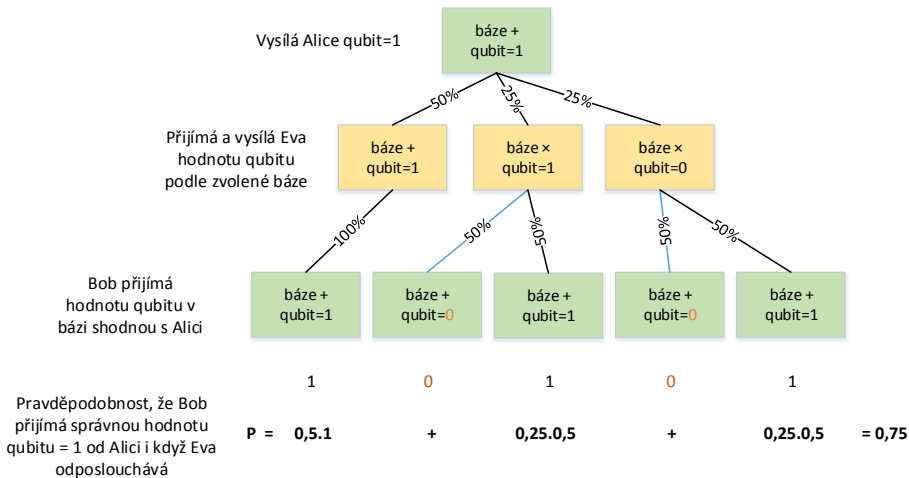 Vysílá Alice qubit=1
báze +
qubit=1
50%
25%
25%
Přijímá a vysílá Eva
hodnotu qubitu
podle zvolené báze
báze +
qubit=1
báze ×
qubit=1
báze ×
qubit=0
100%
50%
50%
50%
50%
Bob přijímá
hodnotu qubitu v
bázi shodnou s Alici
báze +
qubit=1
báze +
qubit=0
báze +
qubit=1
báze +
qubit=0
báze +
qubit=1
1 0 1 0 1
Pravděpodobnost, že Bob
přijímá správnou hodnotu
qubitu = 1 od Alici i když Eva
odposlouchává
P = 0,5.1 + 0,25.0,5 + 0,25.0,5 = 0,75